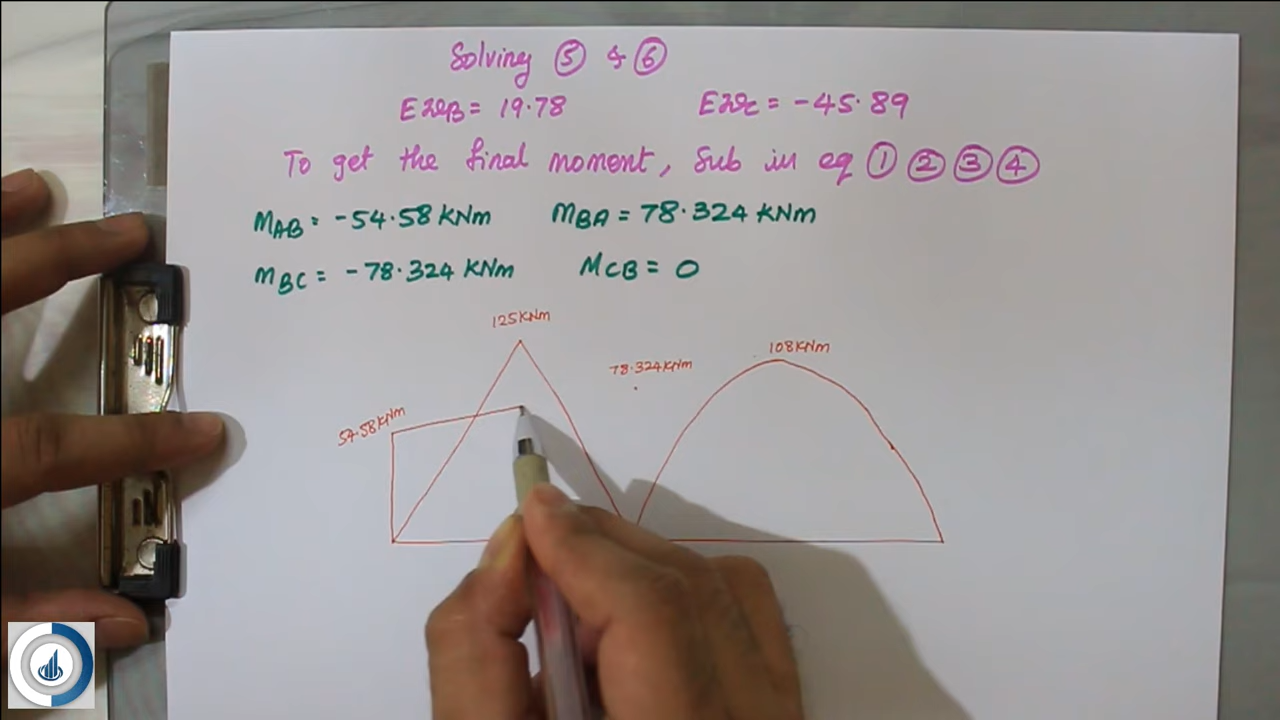 Solving ⑤ & ⑥
EIθB = 19.78 EIθC = -45.89
To get the final moment, Sub in eq ① ② ③ ④
MAB = -54.58 KNm MBA = 78.324 KNm
MBC = -78.324 KNm MCB = 0
125KNm
108KNm
78.324KNm
54.58KNm